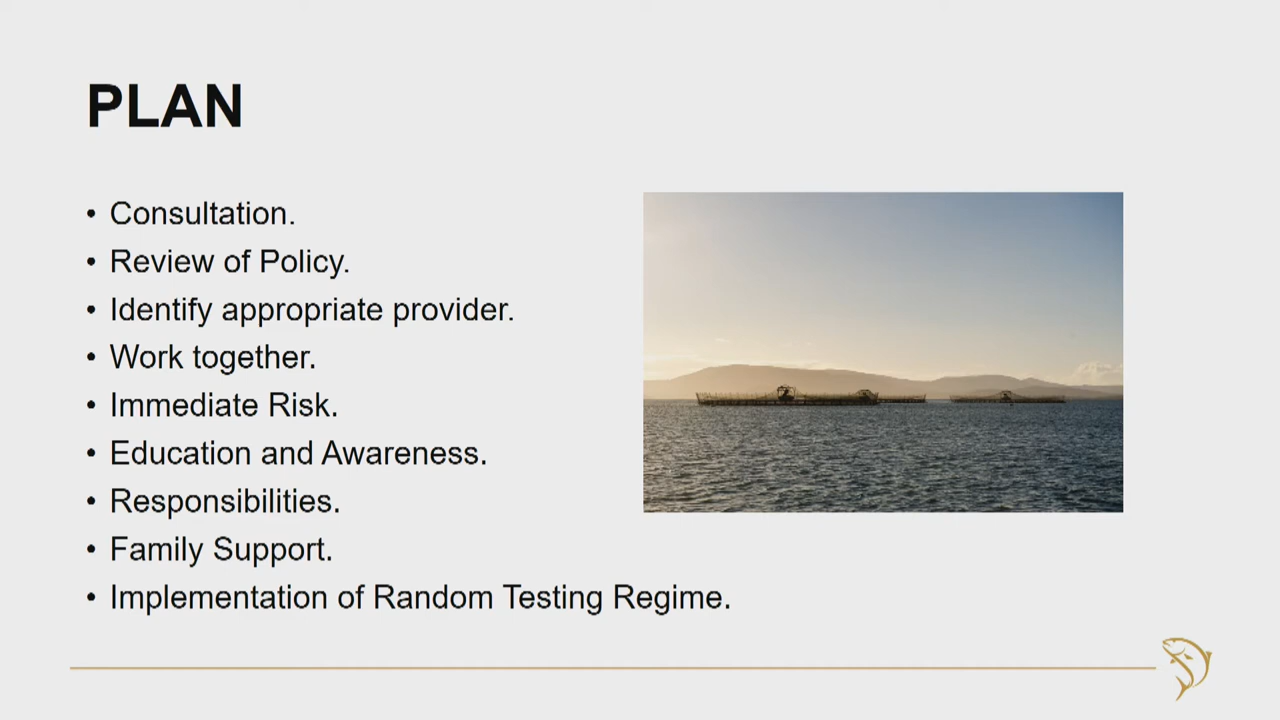 PLAN
• Consultation.
• Review of Policy.
• Identify appropriate provider.
• Work together.
• Immediate Risk.
• Education and Awareness.
• Responsibilities.
• Family Support.
• Implementation of Random Testing Regime.